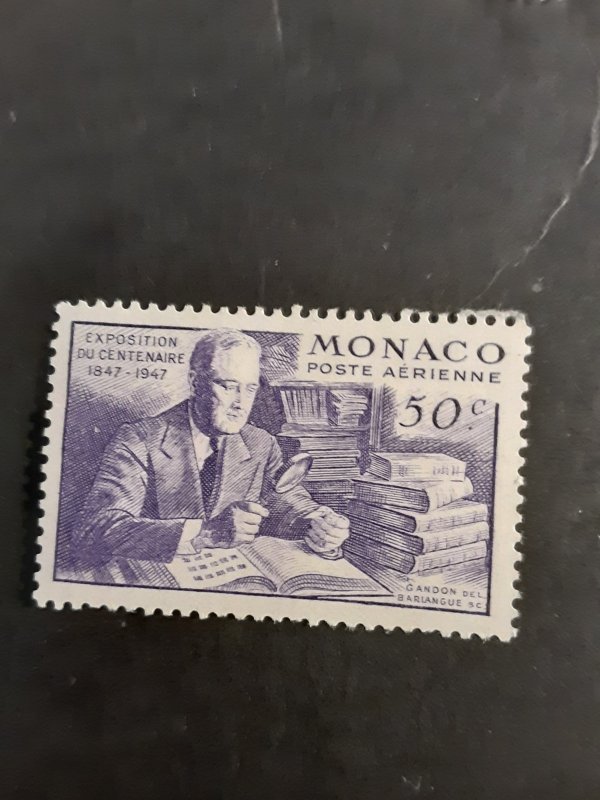 EXPOSITION
DU CENTENAIRE
1847-1947
MONACO
POSTE AÉRIENNE
50c
GANDON DEL.
BARLANGUE SC.